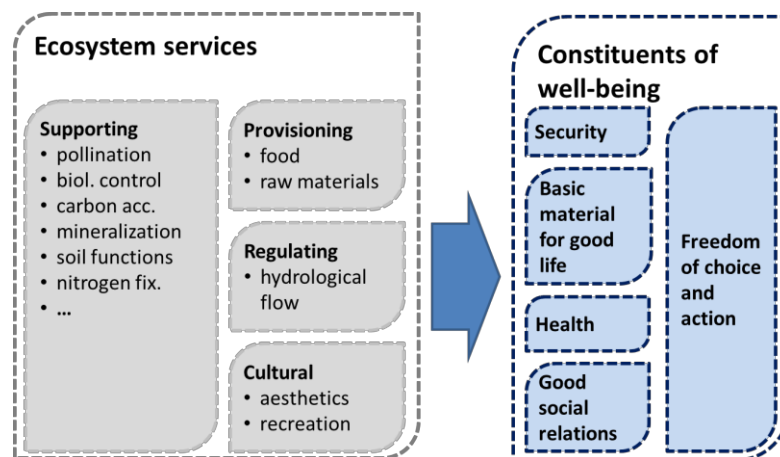 Ecosystem services
Supporting
• pollination
• biol. control
• carbon acc.
• mineralization
• soil functions
• nitrogen fix.
• ...
Provisioning
• food
• raw materials
Regulating
• hydrological
flow
Cultural
• aesthetics
• recreation
Constituents of
well-being
Security
Basic
material
for good
life
Health
Good
social
relations
Freedom
of choice
and
action